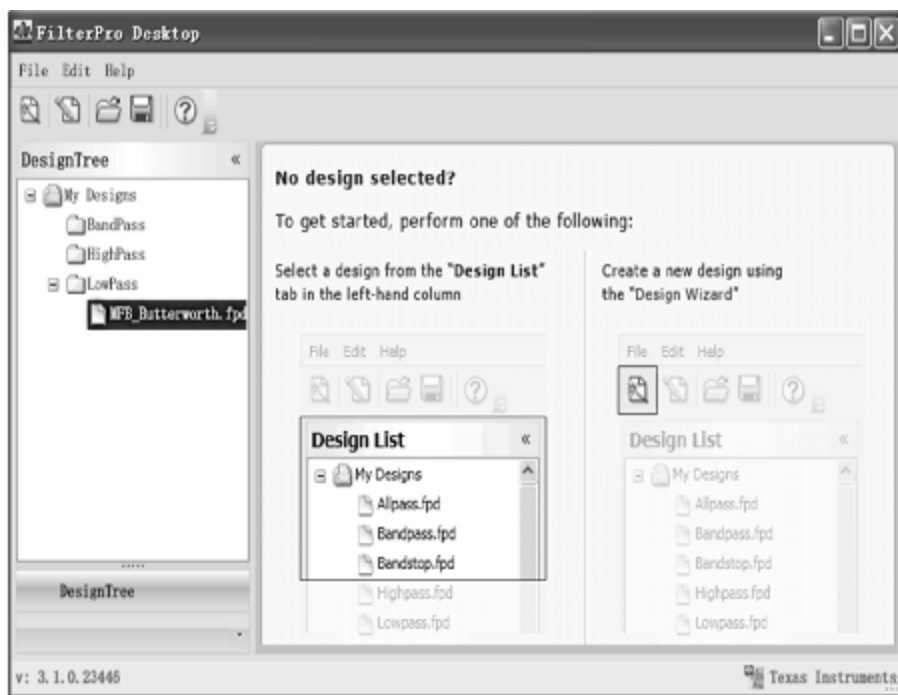 FilterPro Desktop
File Edit Help
DesignTree «
My Designs
BandPass
HighPass
LowPass
MFB_Butterworth.fpd
DesignTree
No design selected?
To get started, perform one of the following:
Select a design from the "Design List"
tab in the left-hand column
File Edit Help
Design List «
My Designs
Allpass.fpd
Bandpass.fpd
Bandstop.fpd
Highpass.fpd
Lowpass.fpd
Create a new design using
the "Design Wizard"
File Edit Help
Design List «
My Designs
Allpass.fpd
Bandpass.fpd
Bandstop.fpd
Highpass.fpd
Lowpass.fpd
v: 3.1.0.23446
Texas Instruments